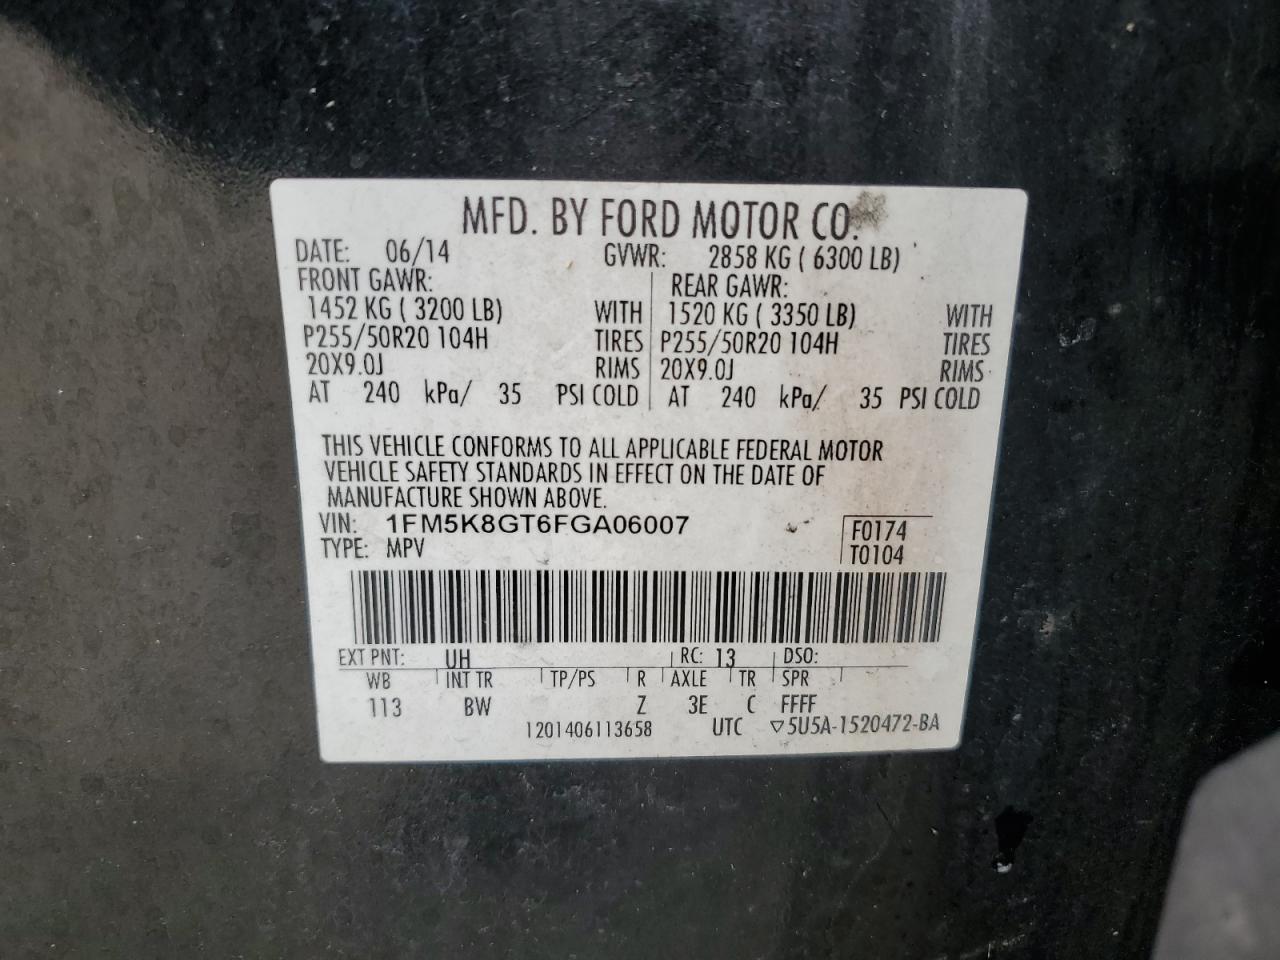 MFD. BY FORD MOTOR CO.
DATE: 06/14 GVWR: 2858 KG ( 6300 LB)
FRONT GAWR: REAR GAWR:
1452 KG ( 3200 LB) WITH 1520 KG ( 3350 LB) WITH
P255/50R20 104H TIRES P255/50R20 104H TIRES
20X9.0J RIMS 20X9.0J RIMS
AT 240 kPa/ 35 PSI COLD AT 240 kPa/ 35 PSI COLD
THIS VEHICLE CONFORMS TO ALL APPLICABLE FEDERAL MOTOR
VEHICLE SAFETY STANDARDS IN EFFECT ON THE DATE OF
MANUFACTURE SHOWN ABOVE.
VIN: 1FM5K8GT6FGA06007 F0174
TYPE: MPV T0104
EXT PNT: UH RC: 13 DSO:
WB INT TR TP/PS R AXLE TR SPR
113 BW Z 3E C FFFF
1201406113658 UTC ▽5U5A-1520472-BA